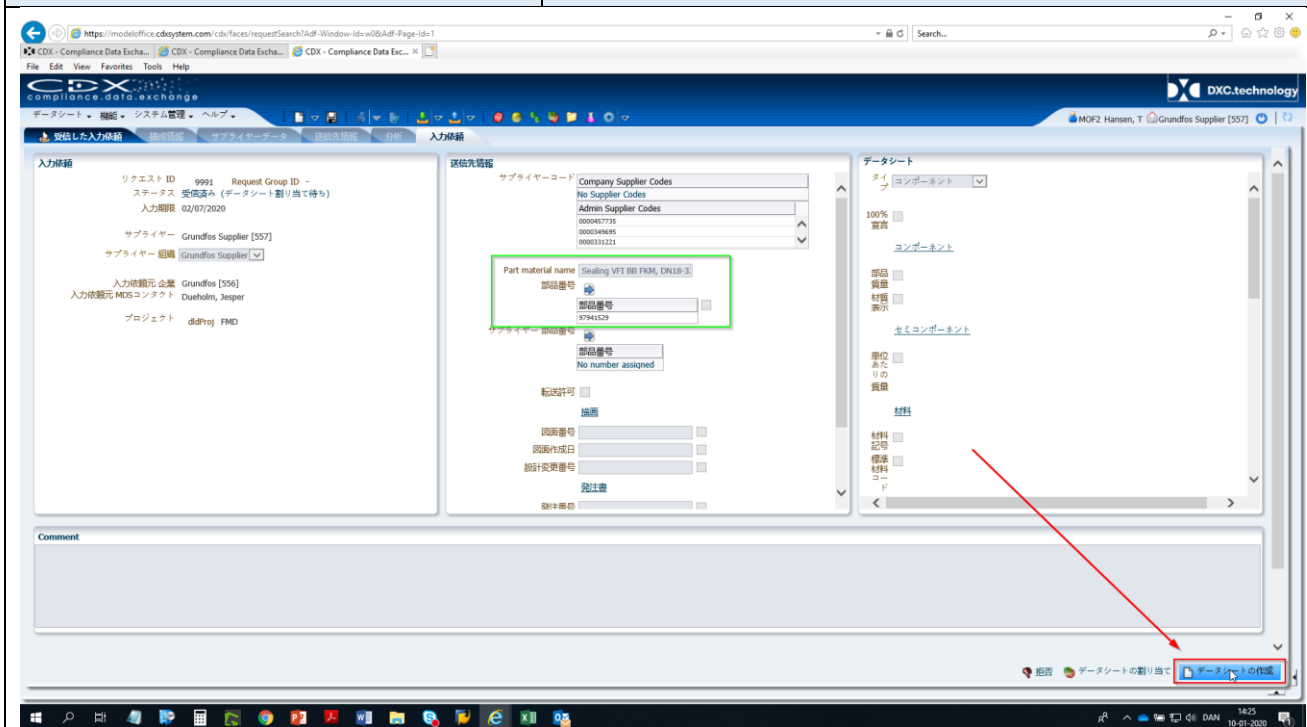 https://modeloffice.cdxsystem.com/cdx/faces/requestSearch?Adf-Window-Id=w0&Adf-Page-Id=1
Search...
CDX - Compliance Data Excha...
CDX - Compliance Data Excha...
CDX - Compliance Data Exc...
File Edit View Favorites Tools Help
CDX
compliance.data.exchange
DXC.technology
データシート 機能 システム管理 ヘルプ
MOF2 Hansen, T Grundfos Supplier [557]
受信した入力依頼 構成情報 サプライヤーデータ 送信先情報 分析 入力依頼
入力依頼
リクエスト ID 9991 Request Group ID -
ステータス 受信済み (データシート割り当て待ち)
入力期限 02/07/2020
サプライヤー Grundfos Supplier [557]
サプライヤー 組織 Grundfos Supplier
入力依頼元 企業 Grundfos [556]
入力依頼元 MDSコンタクト Dueholm, Jesper
プロジェクト dldProj FMD
送信先情報
サプライヤーコード
Company Supplier Codes
No Supplier Codes
Admin Supplier Codes
0000457735
0000349695
0000331221
Part material name Sealing VFI BB FKM, DN18-3
部品番号
部品番号
97941529
サプライヤー 部品番号
部品番号
No number assigned
転送許可
描画
図面番号
図面作成日
設計変更番号
発注書
発注番号
データシート
タイプ コンポーネント
100%
宣言
コンポーネント
部品
質量
材質
表示
セミコンポーネント
単位
あた
りの
質量
材料
材料
記号
標準
材料
コー
ド
Comment
拒否 データシートの割り当て データシートの作成
DAN
14:25
10-01-2020